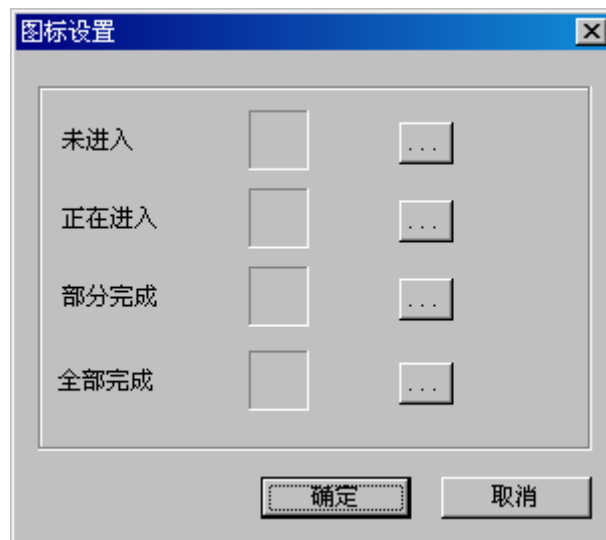 图标设置
未进入 ...
正在进入 ...
部分完成 ...
全部完成 ...
确定 取消